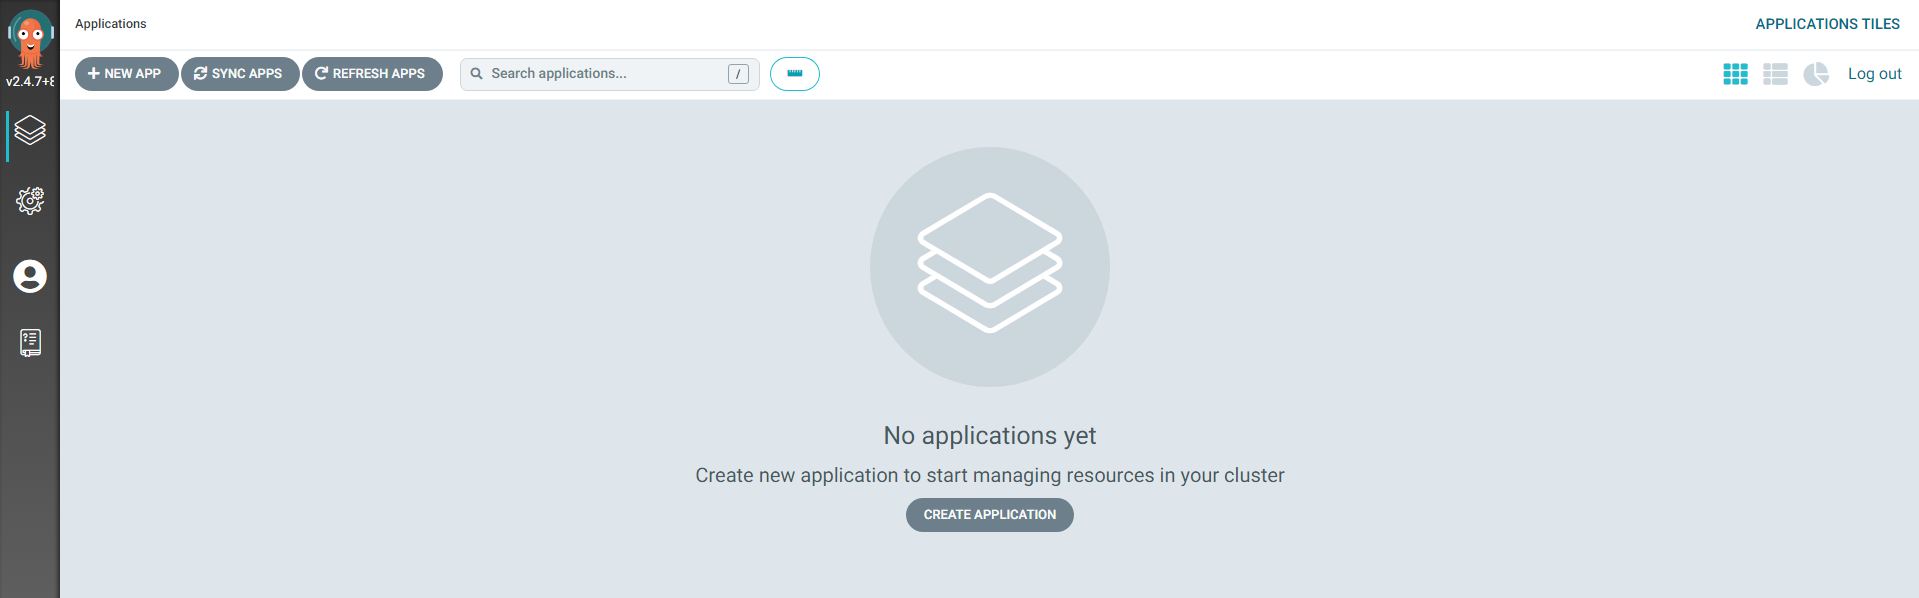 Applications
APPLICATIONS TILES
v2.4.7+8
NEW APP
SYNC APPS
REFRESH APPS
Search applications...
/
Log out
No applications yet
Create new application to start managing resources in your cluster
CREATE APPLICATION